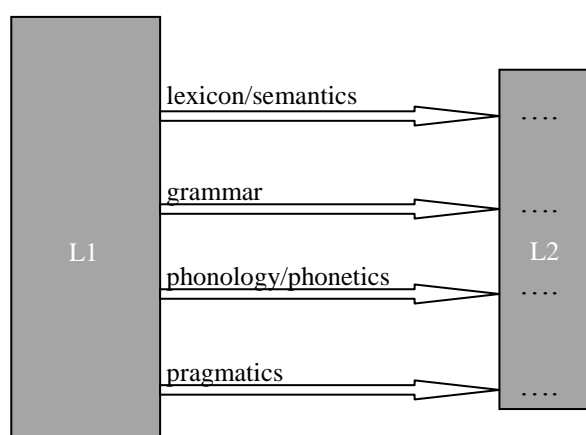 lexicon/semantics
....
grammar
....
L1
L2
phonology/phonetics
....
pragmatics
....